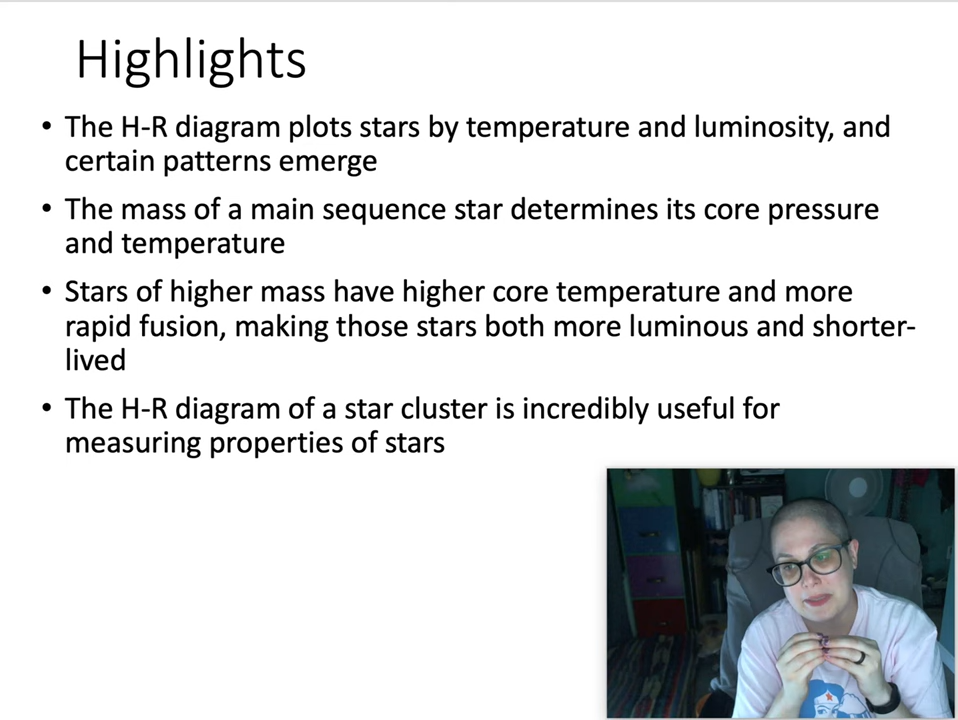 Highlights
• The H-R diagram plots stars by temperature and luminosity, and
certain patterns emerge
• The mass of a main sequence star determines its core pressure
and temperature
• Stars of higher mass have higher core temperature and more
rapid fusion, making those stars both more luminous and shorter-
lived
• The H-R diagram of a star cluster is incredibly useful for
measuring properties of stars